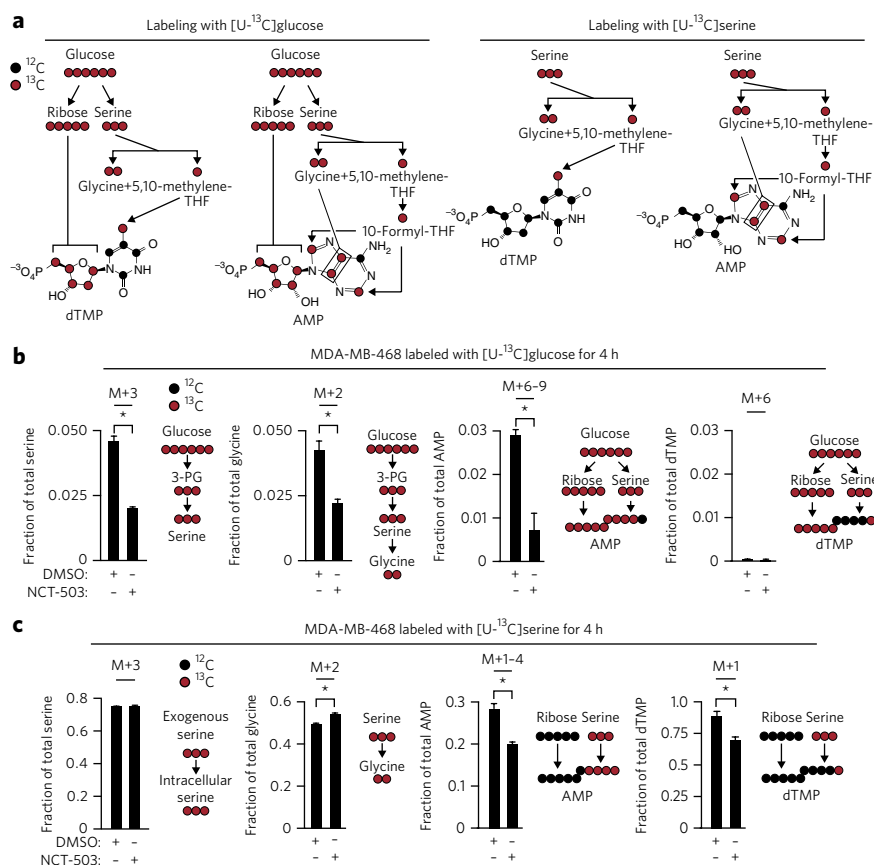 a
Labeling with [U-¹³C]glucose
Labeling with [U-¹³C]serine
¹²C
¹³C
Glucose
Ribose Serine
Glycine+5,10-methylene-
THF
⁻³O₄P
HO
O
N
NH
O
O
dTMP
Glucose
Ribose Serine
Glycine+5,10-methylene-
THF
10-Formyl-THF
NH₂
N
N
N
N
⁻³O₄P
O
HO
OH
AMP
Serine
Glycine+5,10-methylene-
THF
⁻³O₄P
O
HO
N
NH
O
O
dTMP
Serine
Glycine+5,10-methylene-
THF
10-Formyl-THF
NH₂
N
N
N
N
⁻³O₄P
O
HO
HO
AMP
b
MDA-MB-468 labeled with [U-¹³C]glucose for 4 h
Fraction of total serine
0.050
0.025
0
M+3
*
¹²C
¹³C
Glucose
3-PG
Serine
DMSO: + –
NCT-503: – +
Fraction of total glycine
0.050
0.025
0
M+2
*
Glucose
3-PG
Serine
Glycine
+ –
– +
Fraction of total AMP
0.03
0.02
0.01
0
M+6–9
*
Glucose
Ribose Serine
AMP
+ –
– +
Fraction of total dTMP
0.03
0.02
0.01
0
M+6
Glucose
Ribose Serine
dTMP
+ –
– +
c
MDA-MB-468 labeled with [U-¹³C]serine for 4 h
Fraction of total serine
0.8
0.6
0.4
0.2
0
M+3
¹²C
¹³C
Exogenous
serine
Intracellular
serine
DMSO: + –
NCT-503: – +
Fraction of total glycine
0.6
0.4
0.2
0
M+2
*
Serine
Glycine
+ –
– +
Fraction of total AMP
0.3
0.2
0.1
0
M+1–4
*
Ribose Serine
AMP
+ –
– +
Fraction of total dTMP
1.0
0.75
0.5
0.25
0
M+1
*
Ribose Serine
dTMP
+ –
– +